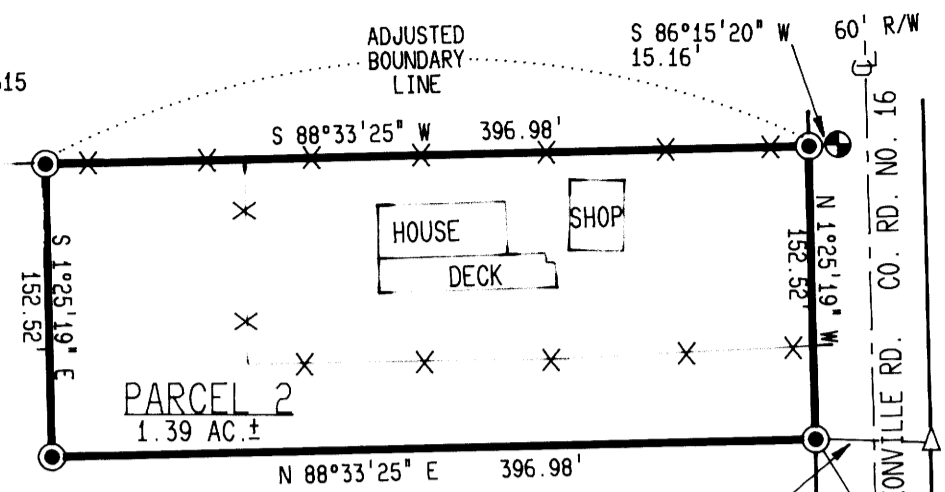 ADJUSTED
BOUNDARY
LINE
S 86°15'20" W
15.16'
60' R/W
S 88°33'25" W 396.98'
HOUSE
DECK
SHOP
S 1°25'19" E
152.52'
N 1°25'19" W
152.52'
CO. RD. NO. 16
RD.
PARCEL 2
1.39 AC.±
N 88°33'25" E 396.98'